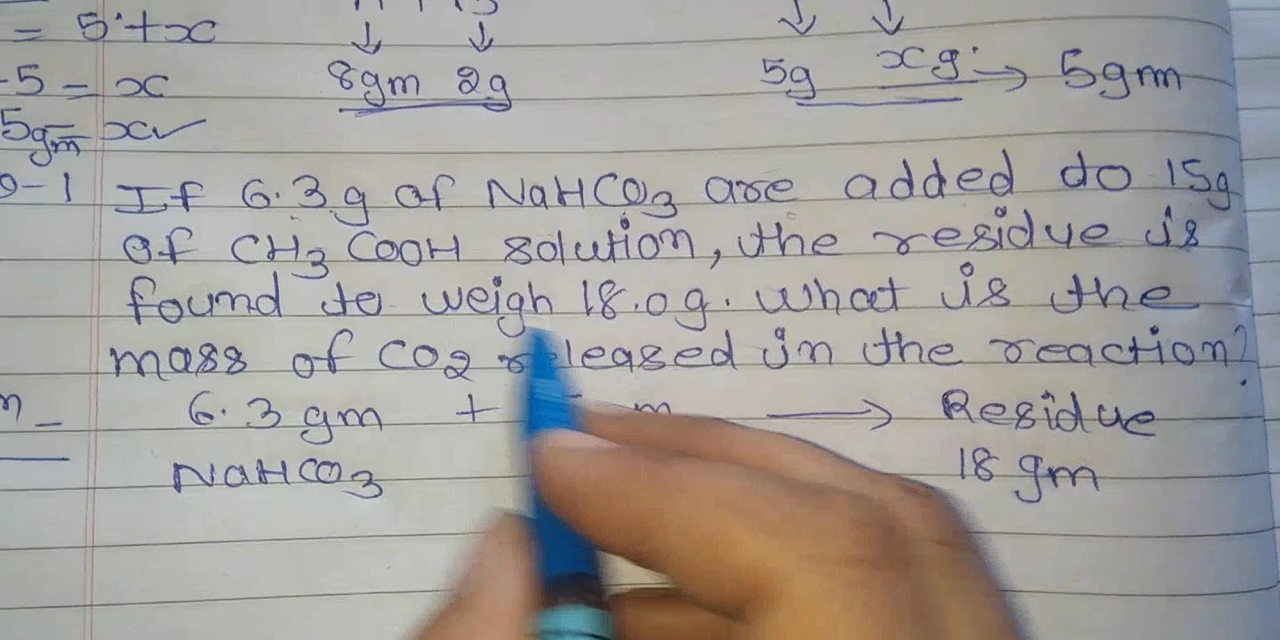 = 5 + x
8gm 2g
5g xg → 5gm
-5 = x
5gm = x
If 6.3g of NaHCO3 are added to 15g
of CH3COOH solution, the residue is
found to weigh 18.0g. What is the
mass of CO2 released in the reaction?
6.3 gm + m → Residue
NaHCO3 18 gm